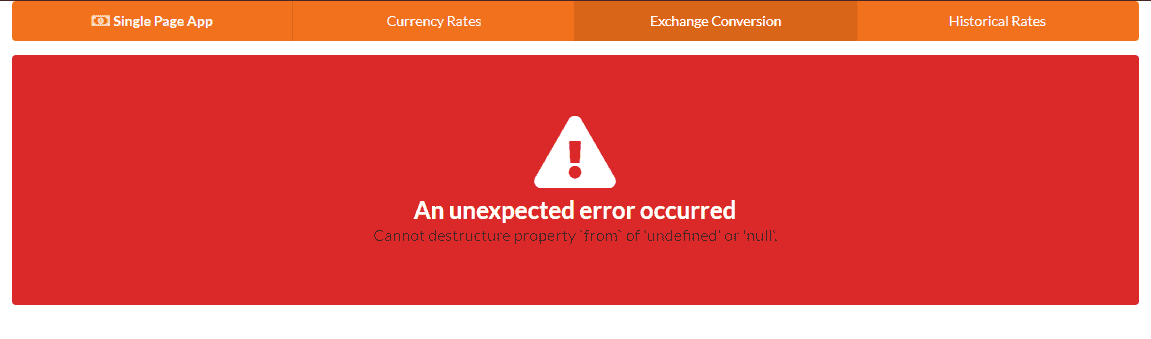 Single Page App
Currency Rates
Exchange Conversion
Historical Rates
An unexpected error occurred
Cannot destructure property `from` of 'undefined' or 'null'.